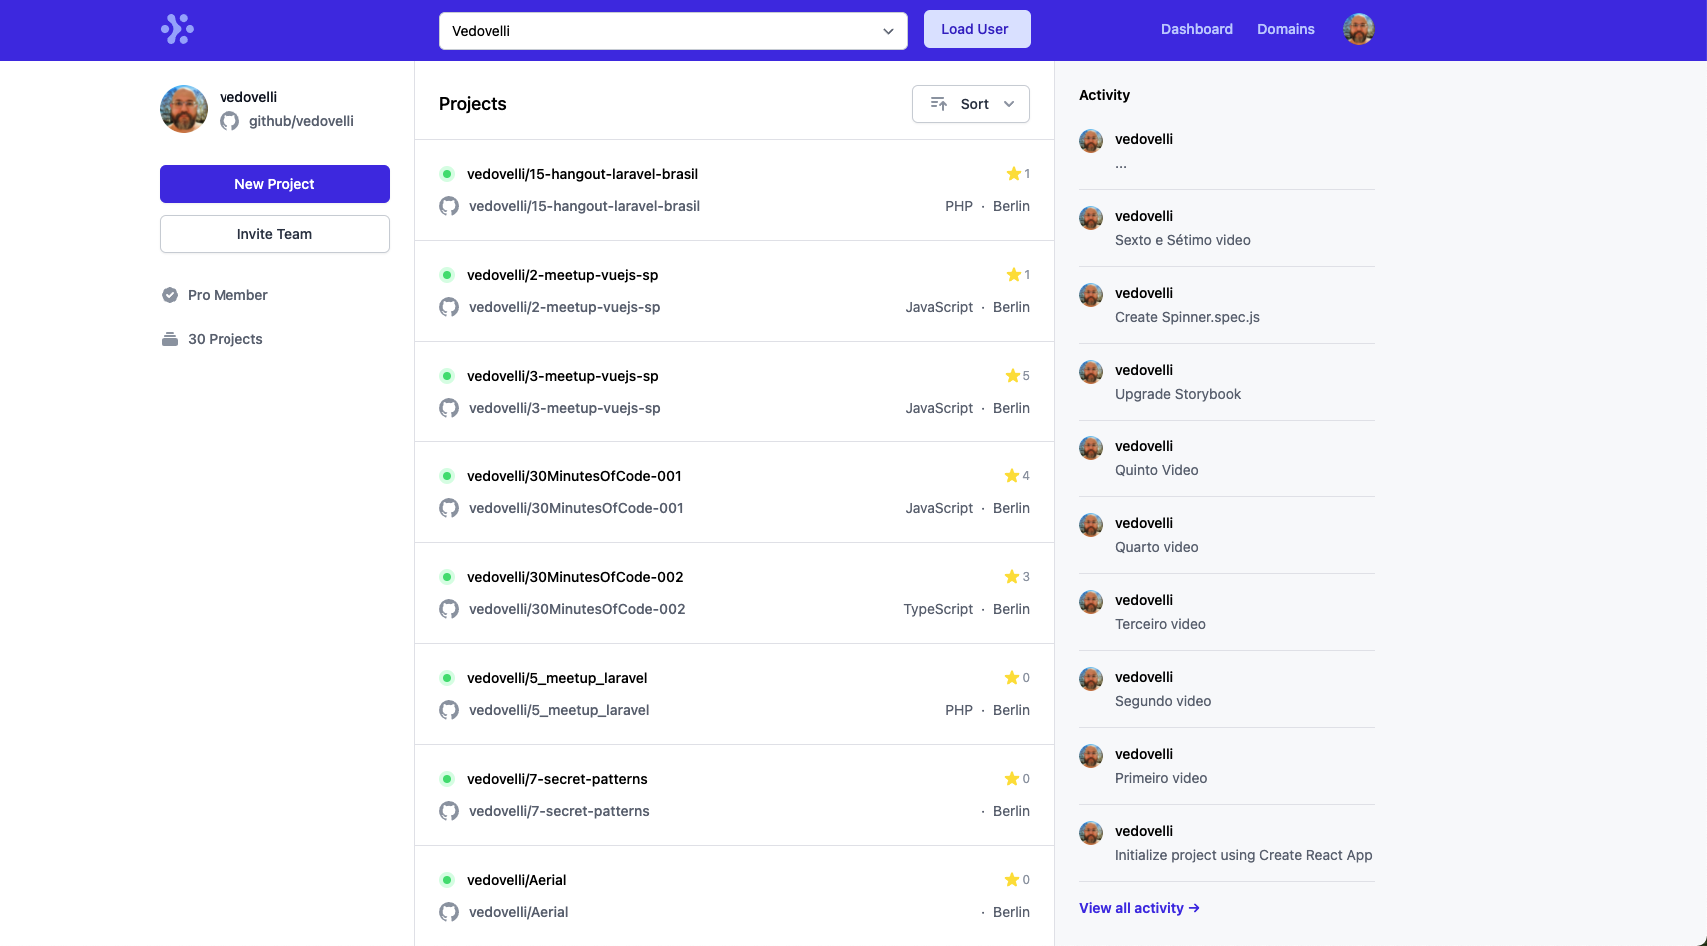 Vedovelli
Load User
Dashboard
Domains
vedovelli
github/vedovelli
New Project
Invite Team
Pro Member
30 Projects
Projects
Sort
vedovelli/15-hangout-laravel-brasil
1
vedovelli/15-hangout-laravel-brasil
PHP · Berlin
vedovelli/2-meetup-vuejs-sp
1
vedovelli/2-meetup-vuejs-sp
JavaScript · Berlin
vedovelli/3-meetup-vuejs-sp
5
vedovelli/3-meetup-vuejs-sp
JavaScript · Berlin
vedovelli/30MinutesOfCode-001
4
vedovelli/30MinutesOfCode-001
JavaScript · Berlin
vedovelli/30MinutesOfCode-002
3
vedovelli/30MinutesOfCode-002
TypeScript · Berlin
vedovelli/5_meetup_laravel
0
vedovelli/5_meetup_laravel
PHP · Berlin
vedovelli/7-secret-patterns
0
vedovelli/7-secret-patterns
· Berlin
vedovelli/Aerial
0
vedovelli/Aerial
· Berlin
Activity
vedovelli
...
vedovelli
Sexto e Sétimo video
vedovelli
Create Spinner.spec.js
vedovelli
Upgrade Storybook
vedovelli
Quinto Video
vedovelli
Quarto video
vedovelli
Terceiro video
vedovelli
Segundo video
vedovelli
Primeiro video
vedovelli
Initialize project using Create React App
View all activity →